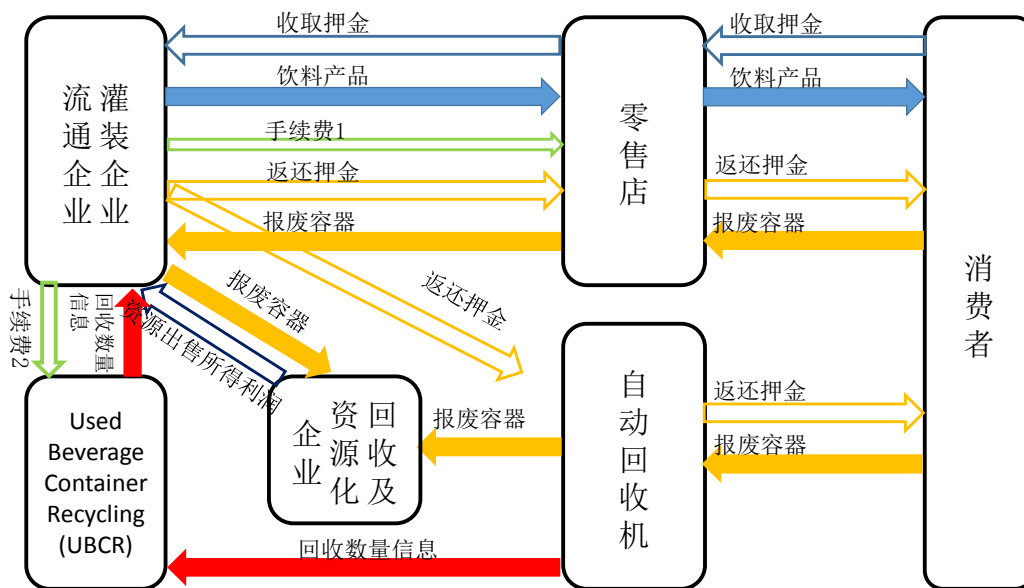 收取押金
收取押金
饮料产品
饮料产品
灌装企业
流通企业
手续费1
零售店
返还押金
返还押金
报废容器
报废容器
消费者
报废容器
返还押金
手续费2
回收数量
信息
资源出售所得利润
自动回收机
返还押金
回收及
资源化
企业
报废容器
报废容器
Used
Beverage
Container
Recycling
(UBCR)
回收数量信息